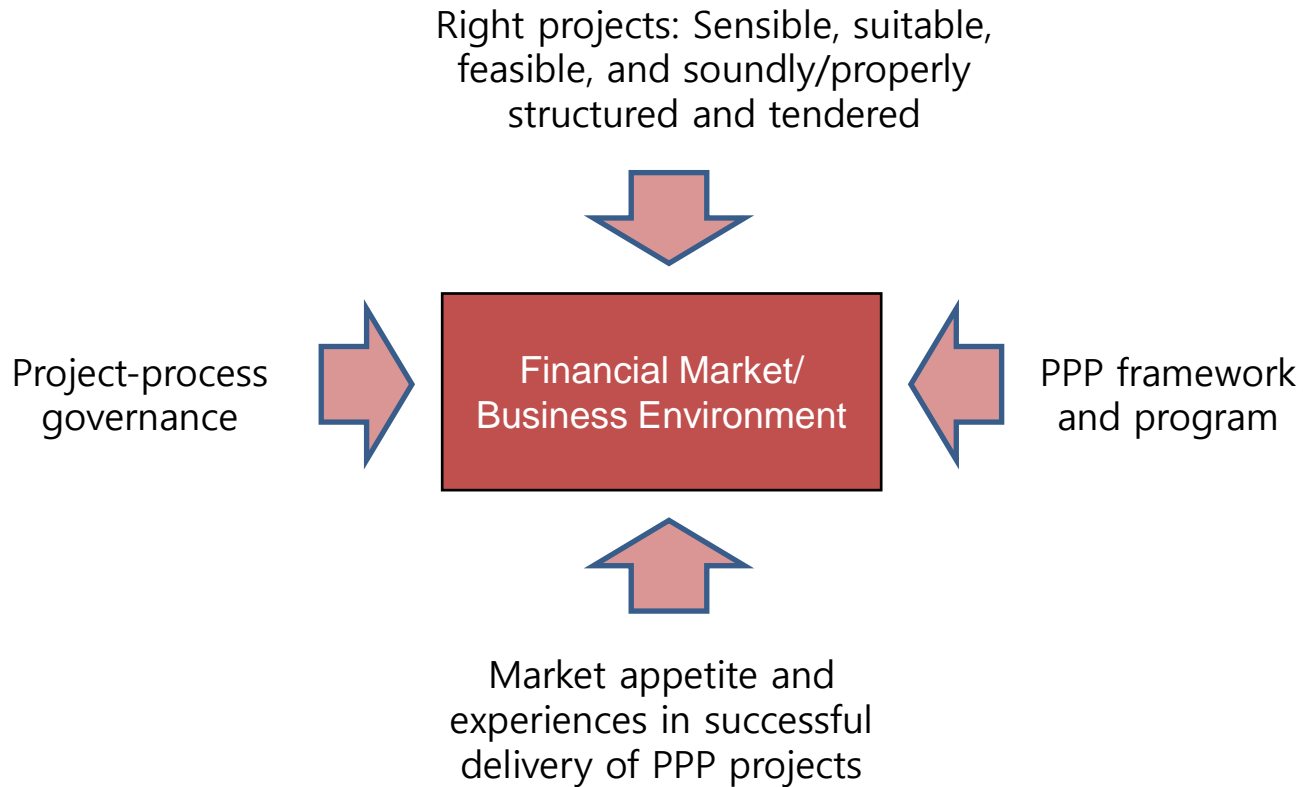 Right projects: Sensible, suitable,
feasible, and soundly/properly
structured and tendered
Project-process
governance
Financial Market/
Business Environment
PPP framework
and program
Market appetite and
experiences in successful
delivery of PPP projects